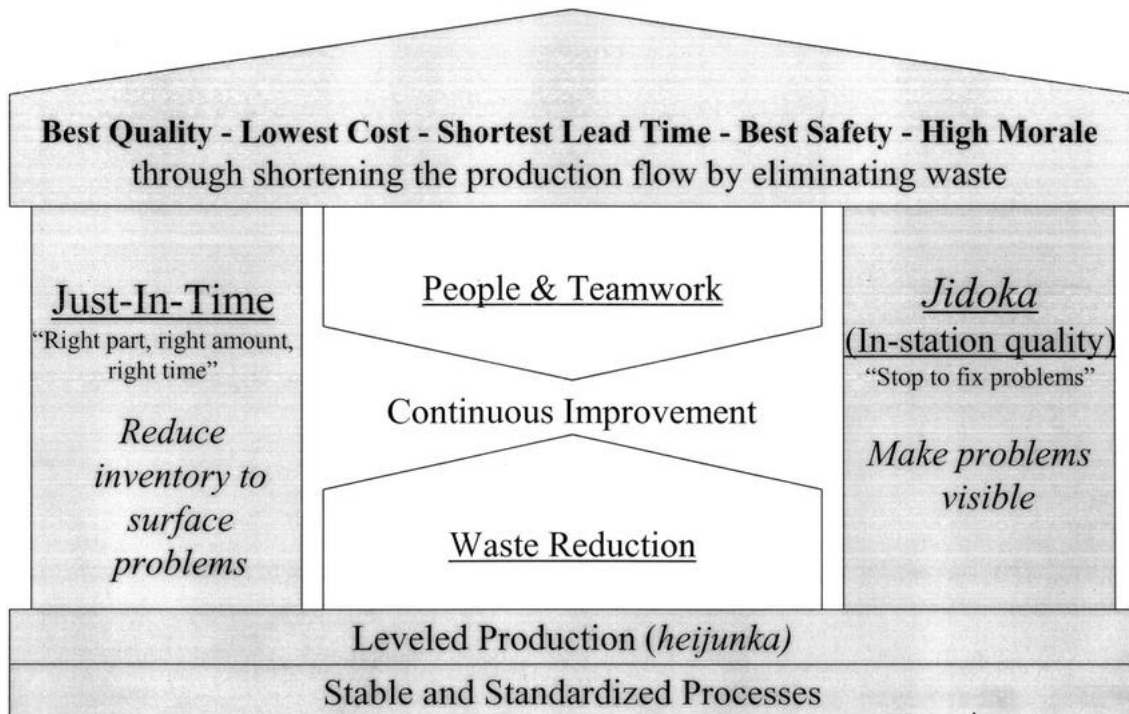 Best Quality - Lowest Cost - Shortest Lead Time - Best Safety - High Morale
through shortening the production flow by eliminating waste
Just-In-Time
“Right part, right amount,
right time”
Reduce
inventory to
surface
problems
People & Teamwork
Continuous Improvement
Waste Reduction
Jidoka
(In-station quality)
“Stop to fix problems”
Make problems
visible
Leveled Production (heijunka)
Stable and Standardized Processes